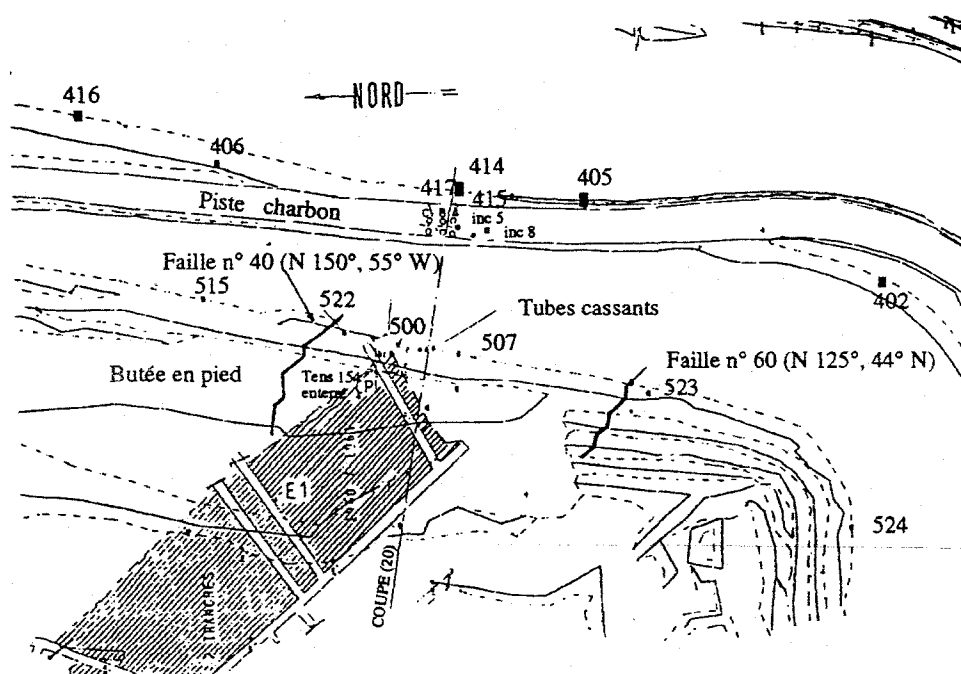 NORD
416
406
414
417
415
405
Piste charbon
inc 5
inc 8
Faille n° 40 (N 150°, 55° W)
402
515
522
Tubes cassants
500
507
Faille n° 60 (N 125°, 44° N)
523
Butée en pied
Tens 154
enterré
E1
524
COUPE (20)
2 TRANCHES